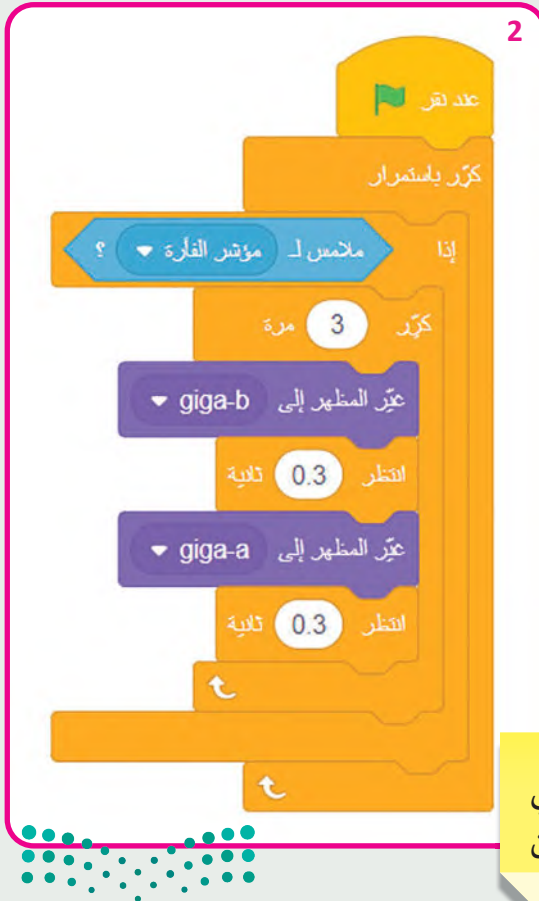 2
عند نقر
كرّر باستمرار
إذا ملامس لـ مؤشر الفأرة ؟
كرّر 3 مرة
غيّر المظهر إلى giga-b
انتظر 0.3 ثانية
غيّر المظهر إلى giga-a
انتظر 0.3 ثانية